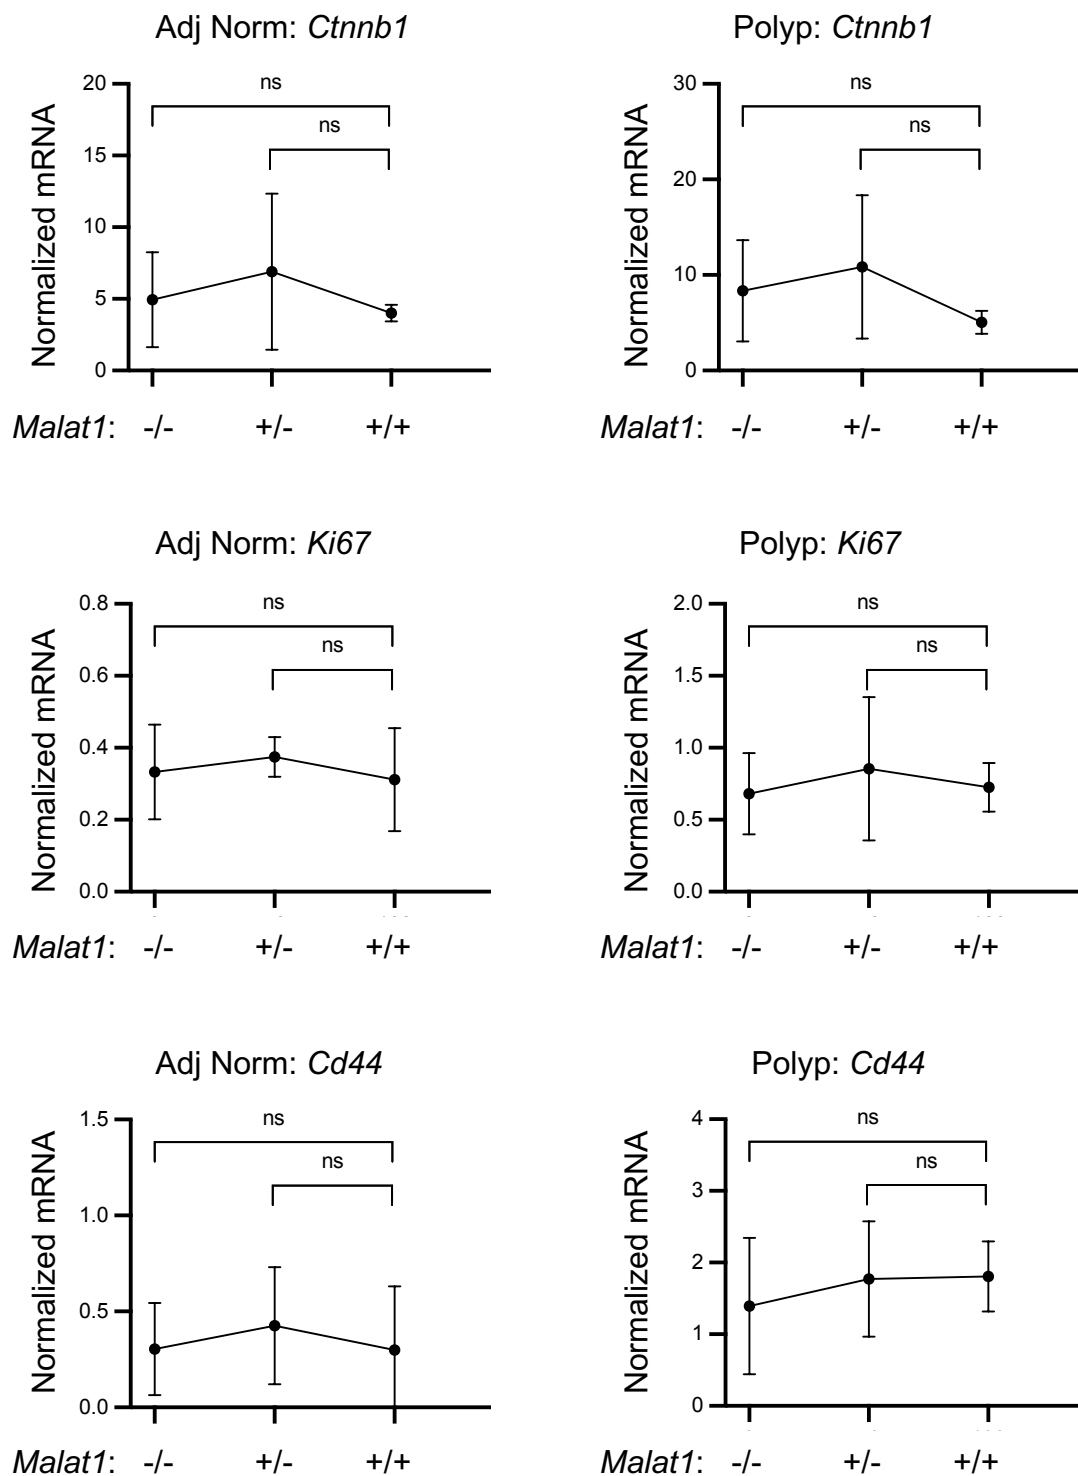 Adj Norm: Ctnnb1
Normalized mRNA
20
15
10
5
0
ns
ns
Malat1: -/- +/- +/+
Polyp: Ctnnb1
Normalized mRNA
30
20
10
0
ns
ns
Malat1: -/- +/- +/+
Adj Norm: Ki67
Normalized mRNA
0.8
0.6
0.4
0.2
0.0
ns
ns
Malat1: -/- +/- +/+
Polyp: Ki67
Normalized mRNA
2.0
1.5
1.0
0.5
0.0
ns
ns
Malat1: -/- +/- +/+
Adj Norm: Cd44
Normalized mRNA
1.5
1.0
0.5
0.0
ns
ns
Malat1: -/- +/- +/+
Polyp: Cd44
Normalized mRNA
4
3
2
1
0
ns
ns
Malat1: -/- +/- +/+